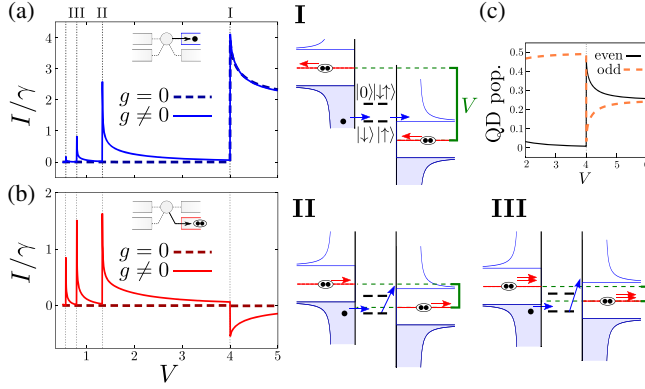 (a)
III II I
4
3
2
1
0
I/γ
g = 0
g ≠ 0
(b)
2
1
0
I/γ
g = 0
g ≠ 0
1 2 3 4 5
V
I
|0⟩|↓↑⟩
|↓⟩ |↑⟩
V
(c)
0.5
0.4
0.3
0.2
0.1
0.0
QD pop.
even
odd
2 4 6
V
II
III